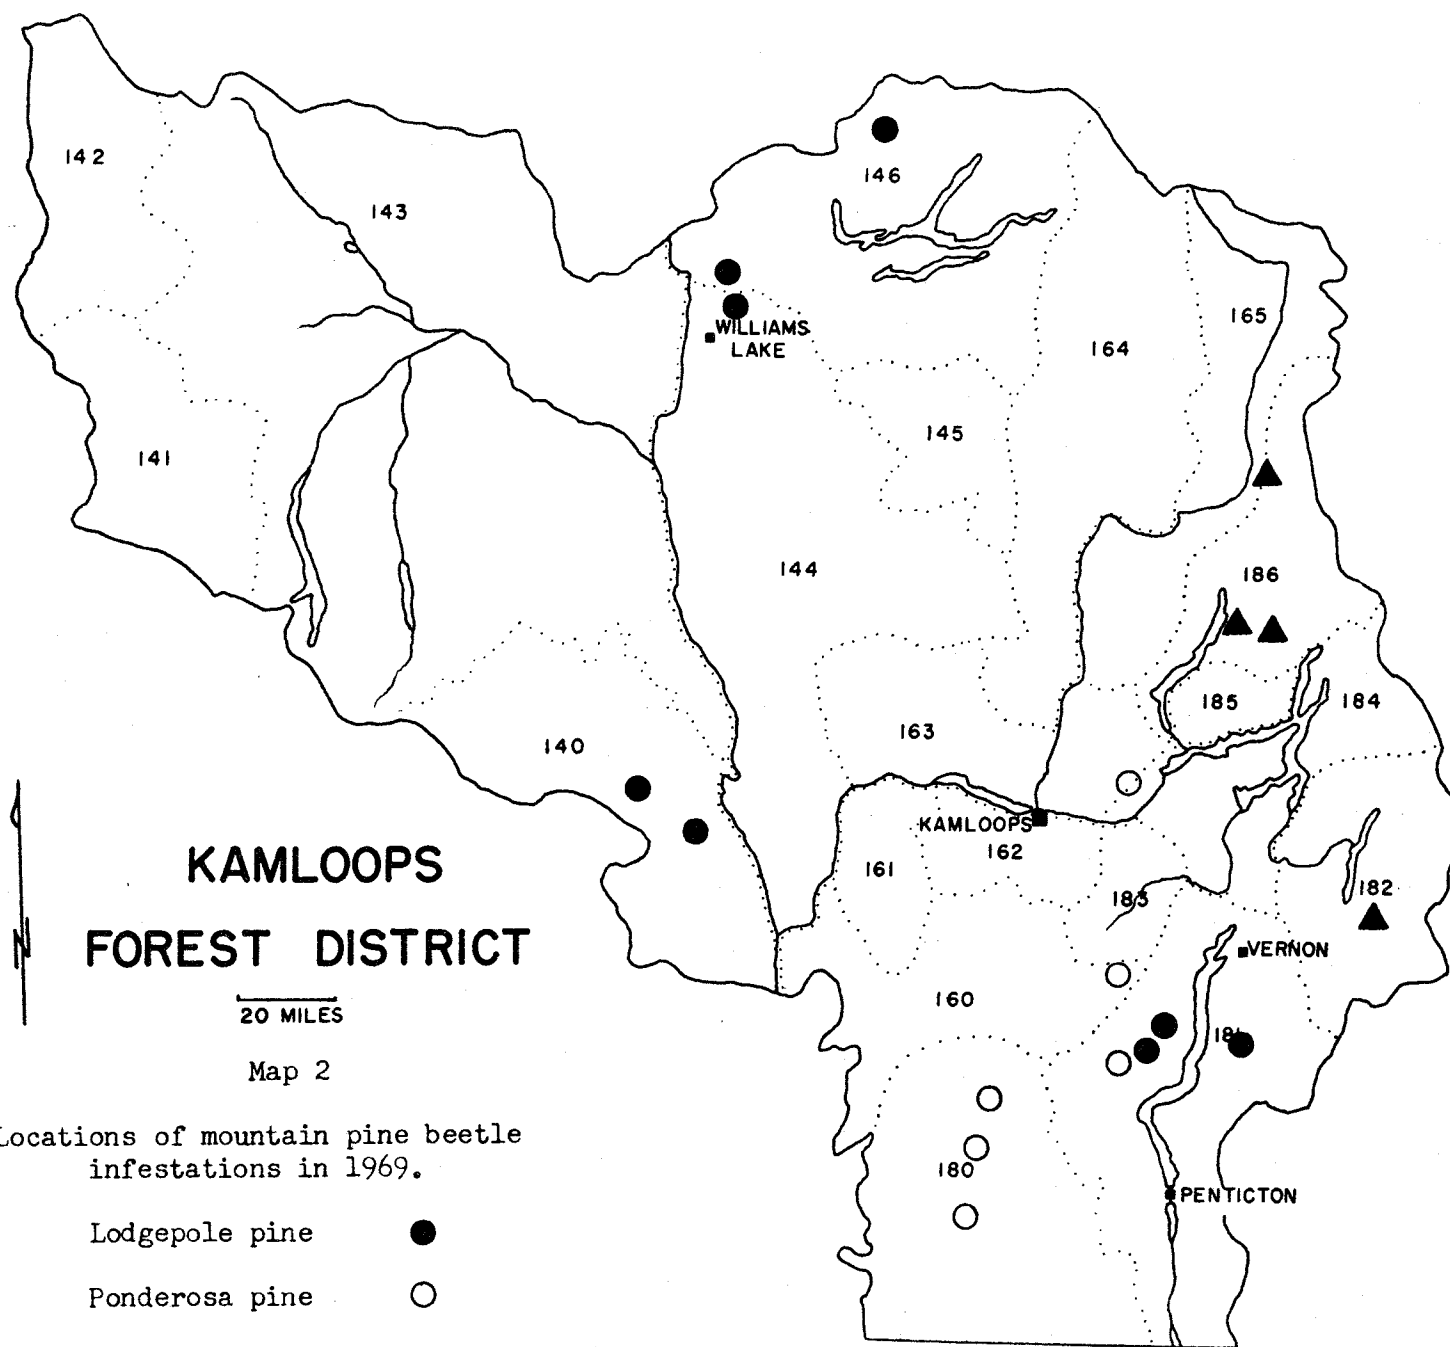 142
143
146
165
WILLIAMS
LAKE
164
145
141
144
186
185
184
140
163
KAMLOOPS
162
161
182
183
VERNON
160
180
PENTICTON
KAMLOOPS
FOREST DISTRICT
20 MILES
Map 2
Locations of mountain pine beetle
infestations in 1969.
Lodgepole pine
Ponderosa pine